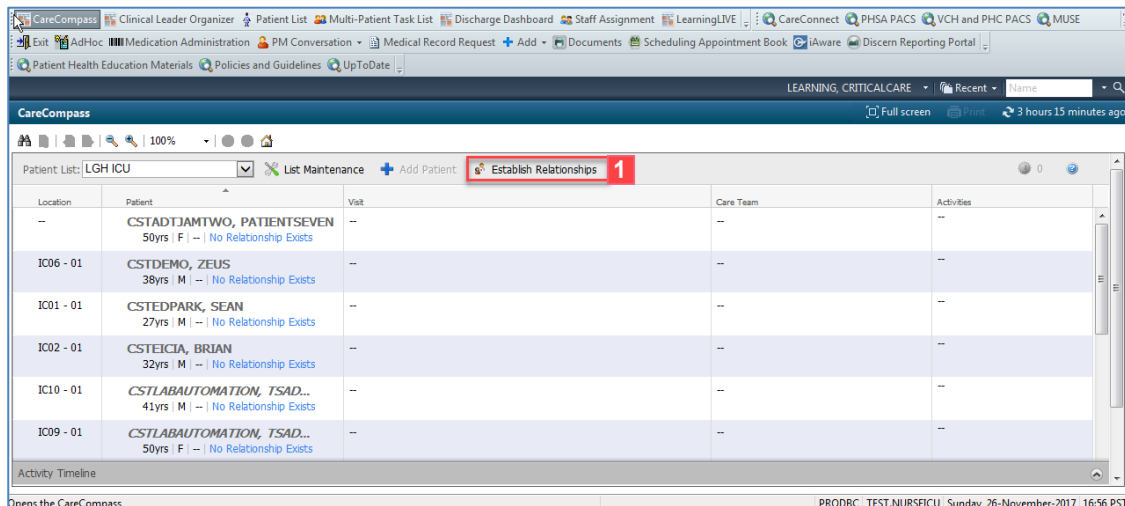 CareCompass Clinical Leader Organizer Patient List Multi-Patient Task List Discharge Dashboard Staff Assignment LearningLIVE CareConnect PHSA PACS VCH and PHC PACS MUSE
Exit AdHoc Medication Administration PM Conversation Medical Record Request Add Documents Scheduling Appointment Book iAware Discern Reporting Portal
Patient Health Education Materials Policies and Guidelines UpToDate
LEARNING, CRITICALCARE Recent Name
CareCompass Full screen Print 3 hours 15 minutes ago
100%
Patient List: LGH ICU List Maintenance Add Patient Establish Relationships 1 0
Location Patient Visit Care Team Activities
-- CSTADTJAMTWO, PATIENTSEVEN -- -- --
50yrs | F | -- | No Relationship Exists
IC06 - 01 CSTDEMO, ZEUS -- -- --
38yrs | M | -- | No Relationship Exists
IC01 - 01 CSTEDPARK, SEAN -- -- --
27yrs | M | -- | No Relationship Exists
IC02 - 01 CSTEICIA, BRIAN -- -- --
32yrs | M | -- | No Relationship Exists
IC10 - 01 CSTLABAUTOMATION, TSAD... -- -- --
41yrs | M | -- | No Relationship Exists
IC09 - 01 CSTLABAUTOMATION, TSAD... -- -- --
50yrs | F | -- | No Relationship Exists
Activity Timeline
Opens the CareCompass PRODBC TEST.NURSEICU Sunday, 26-November-2017 16:56 PST